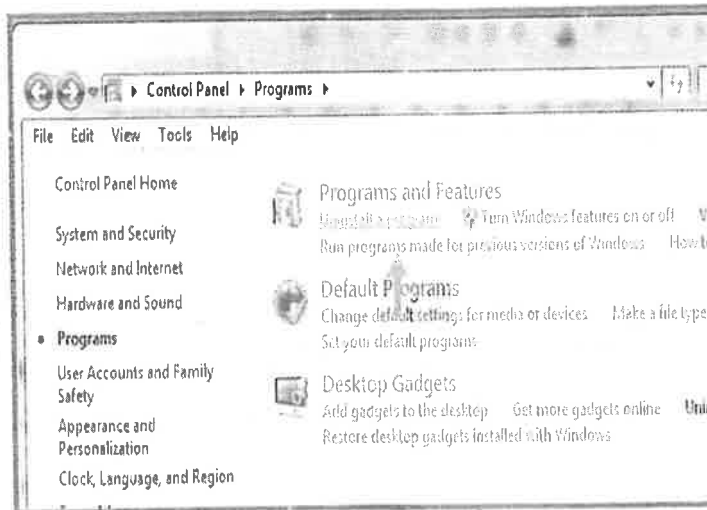 Control Panel Programs
File Edit View Tools Help
Control Panel Home
System and Security
Network and Internet
Hardware and Sound
Programs
User Accounts and Family
Safety
Appearance and
Personalization
Clock, Language, and Region
Programs and Features
Uninstall a program Turn Windows features on or off
Run programs made for previous versions of Windows How
Default Programs
Change default settings for media or devices Make a file type
Set your default programs
Desktop Gadgets
Add gadgets to the desktop Get more gadgets online Uni
Restore desktop gadgets installed with Windows